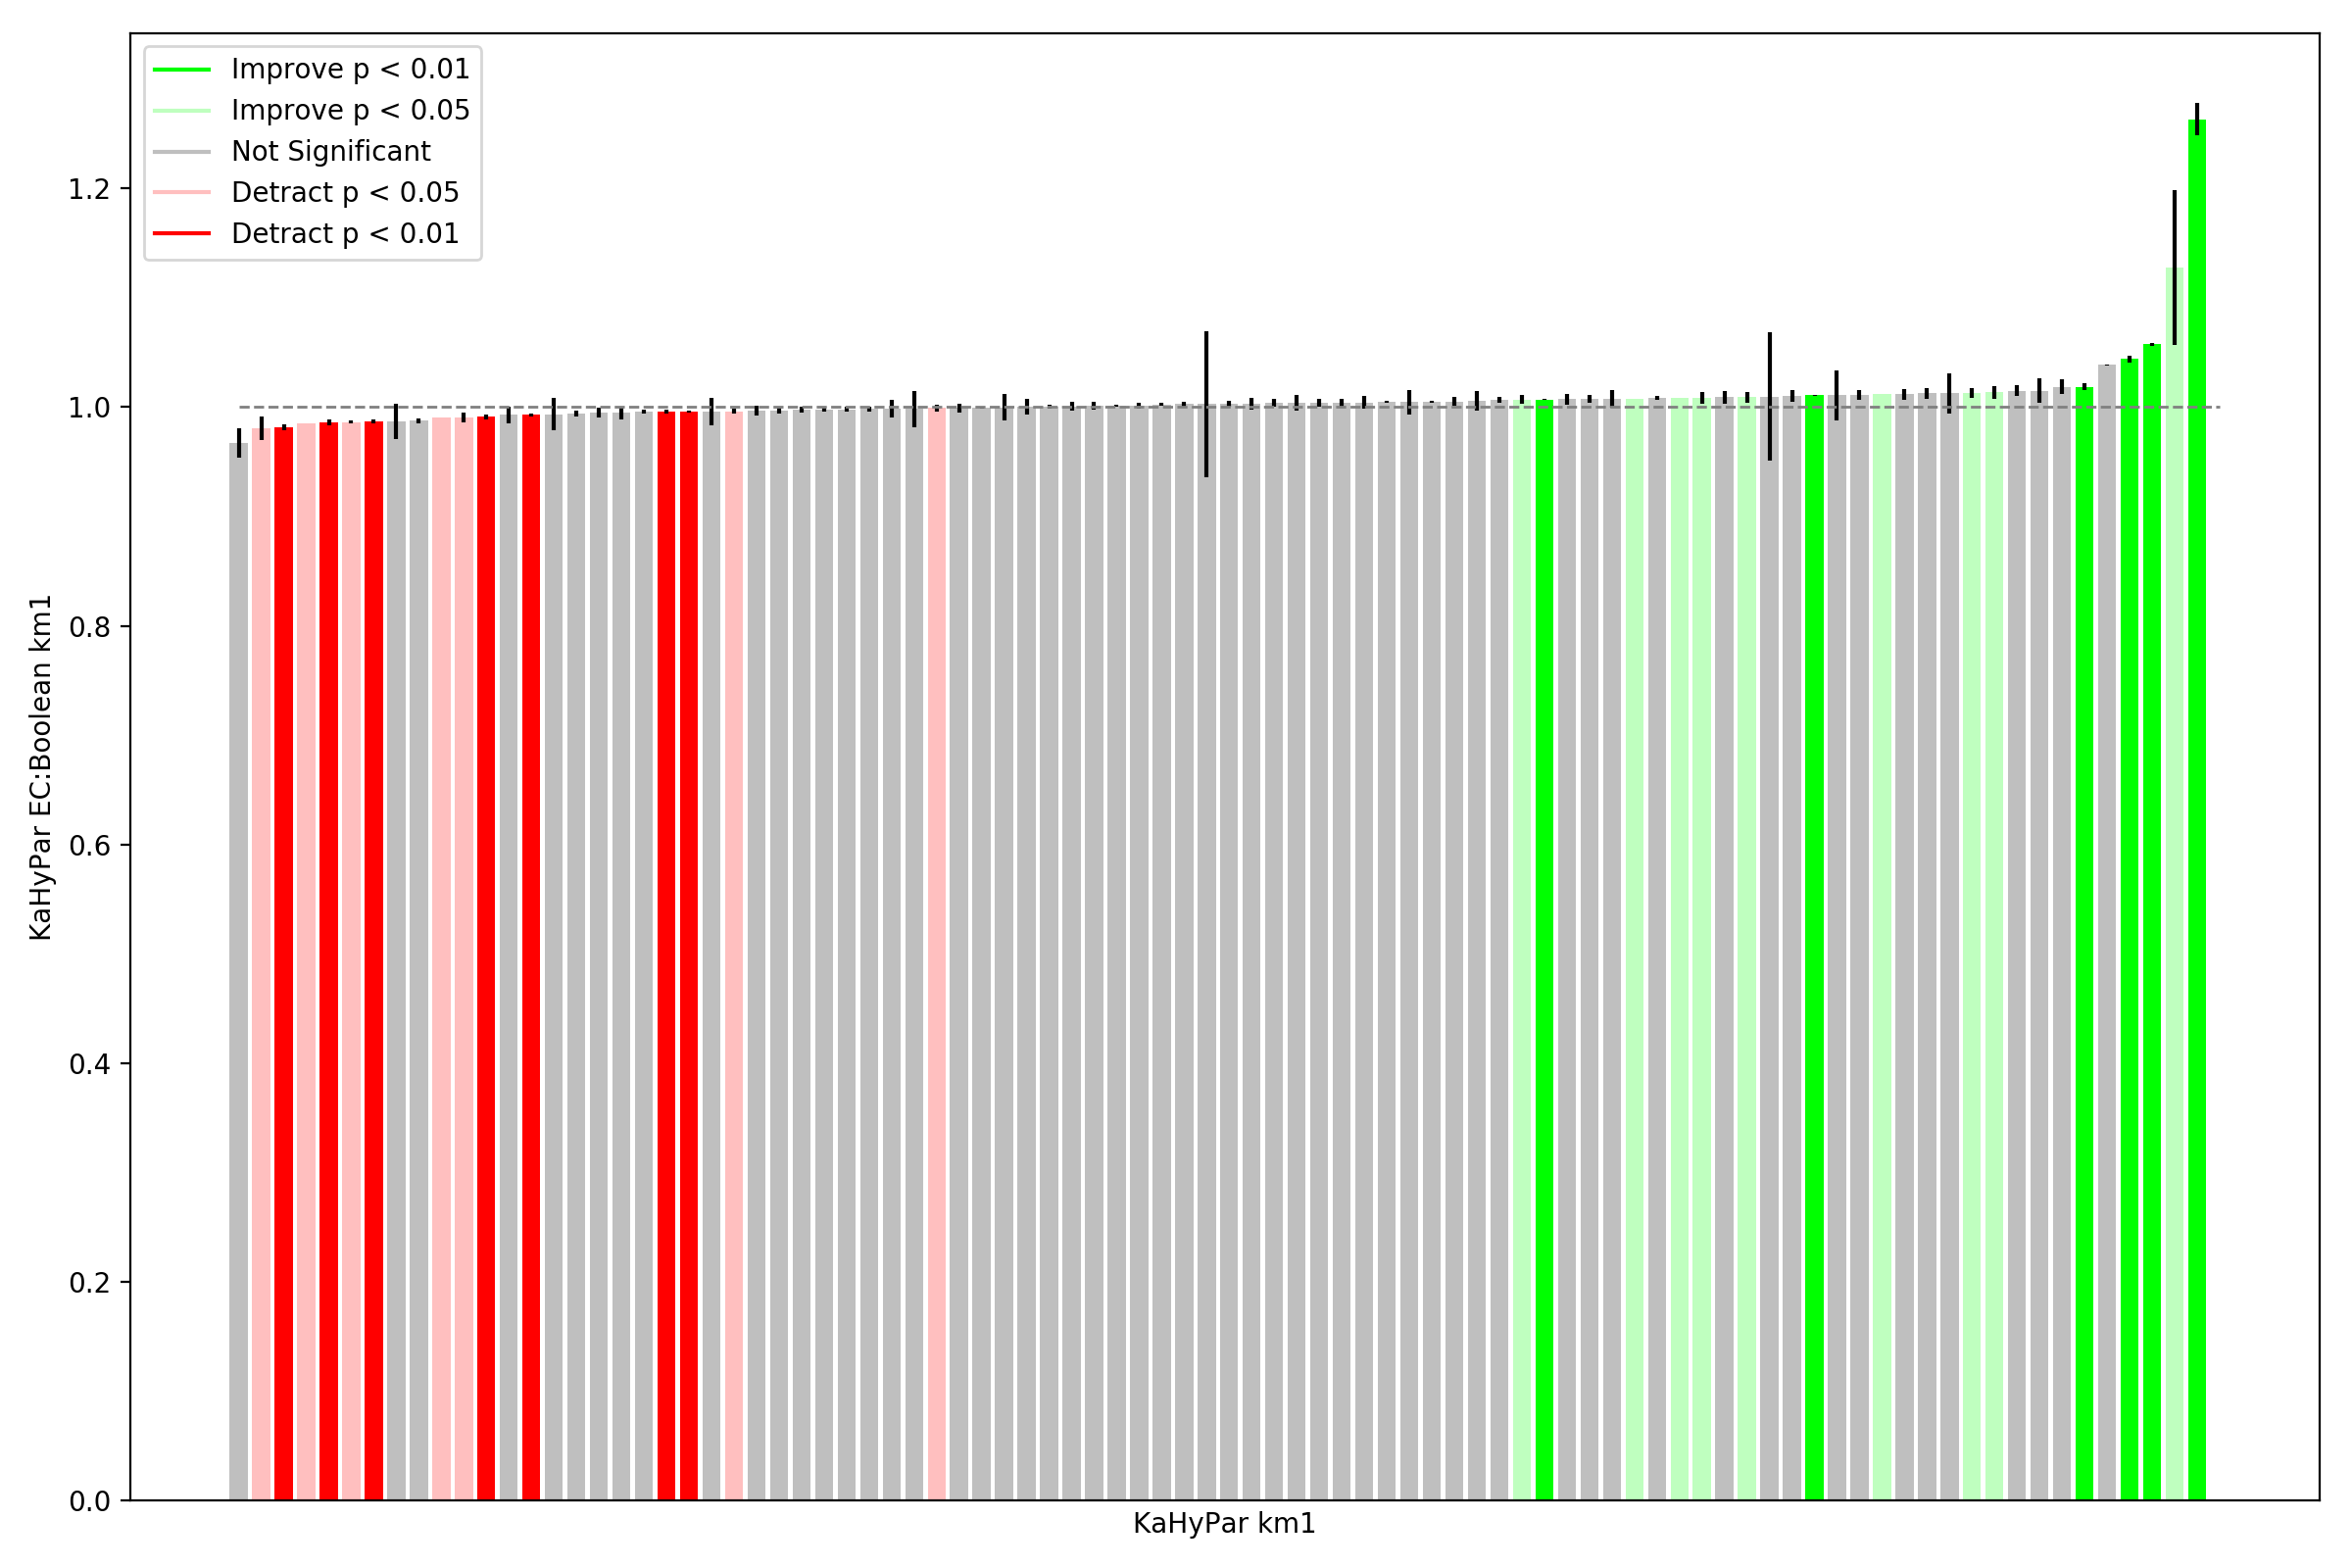 Improve p < 0.01
Improve p < 0.05
Not Significant
Detract p < 0.05
Detract p < 0.01
1.2
1.0
0.8
0.6
0.4
0.2
0.0
KaHyPar EC:Boolean km1
KaHyPar km1